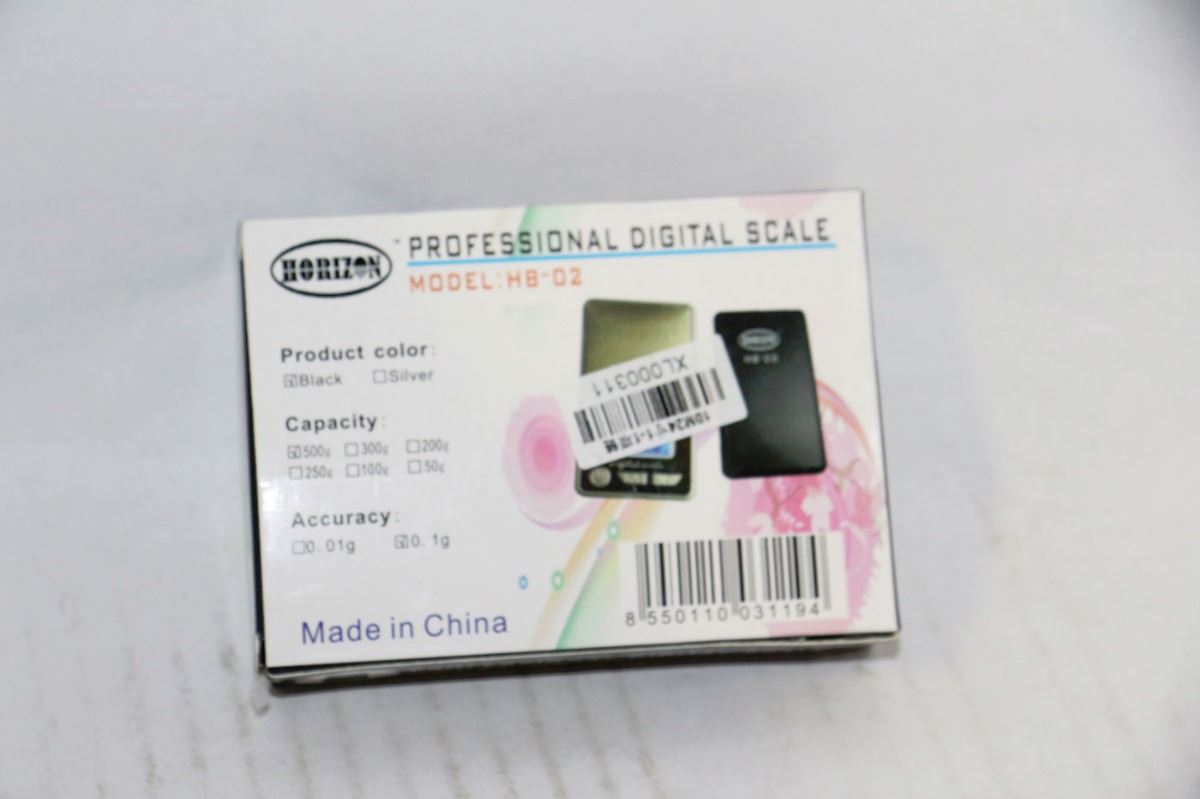 HORIZON™
PROFESSIONAL DIGITAL SCALE
MODEL:HB-02
Product color:
☑Black ☐Silver
Capacity:
☑500g ☐300g ☐200g
☐250g ☐100g ☐50g
Accuracy:
☐0.01g ☑0.1g
Made in China
XL000311
HB-02
8 550110 031194